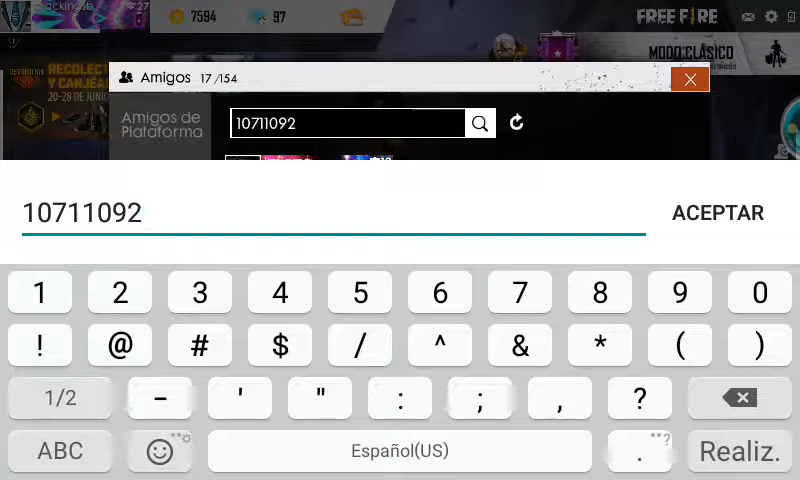 7594
97
FREE FIRE
MODO CLÁSICO
RECOLECT
Y CANJEA
20-28 DE JUNIO
Amigos 17/154
X
Amigos de
Plataforma
10711092
10711092
ACEPTAR
1 2 3 4 5 6 7 8 9 0
! @ # $ / ^ & * ( )
1/2 - ' " : ; , ?
ABC Español(US) . Realiz.